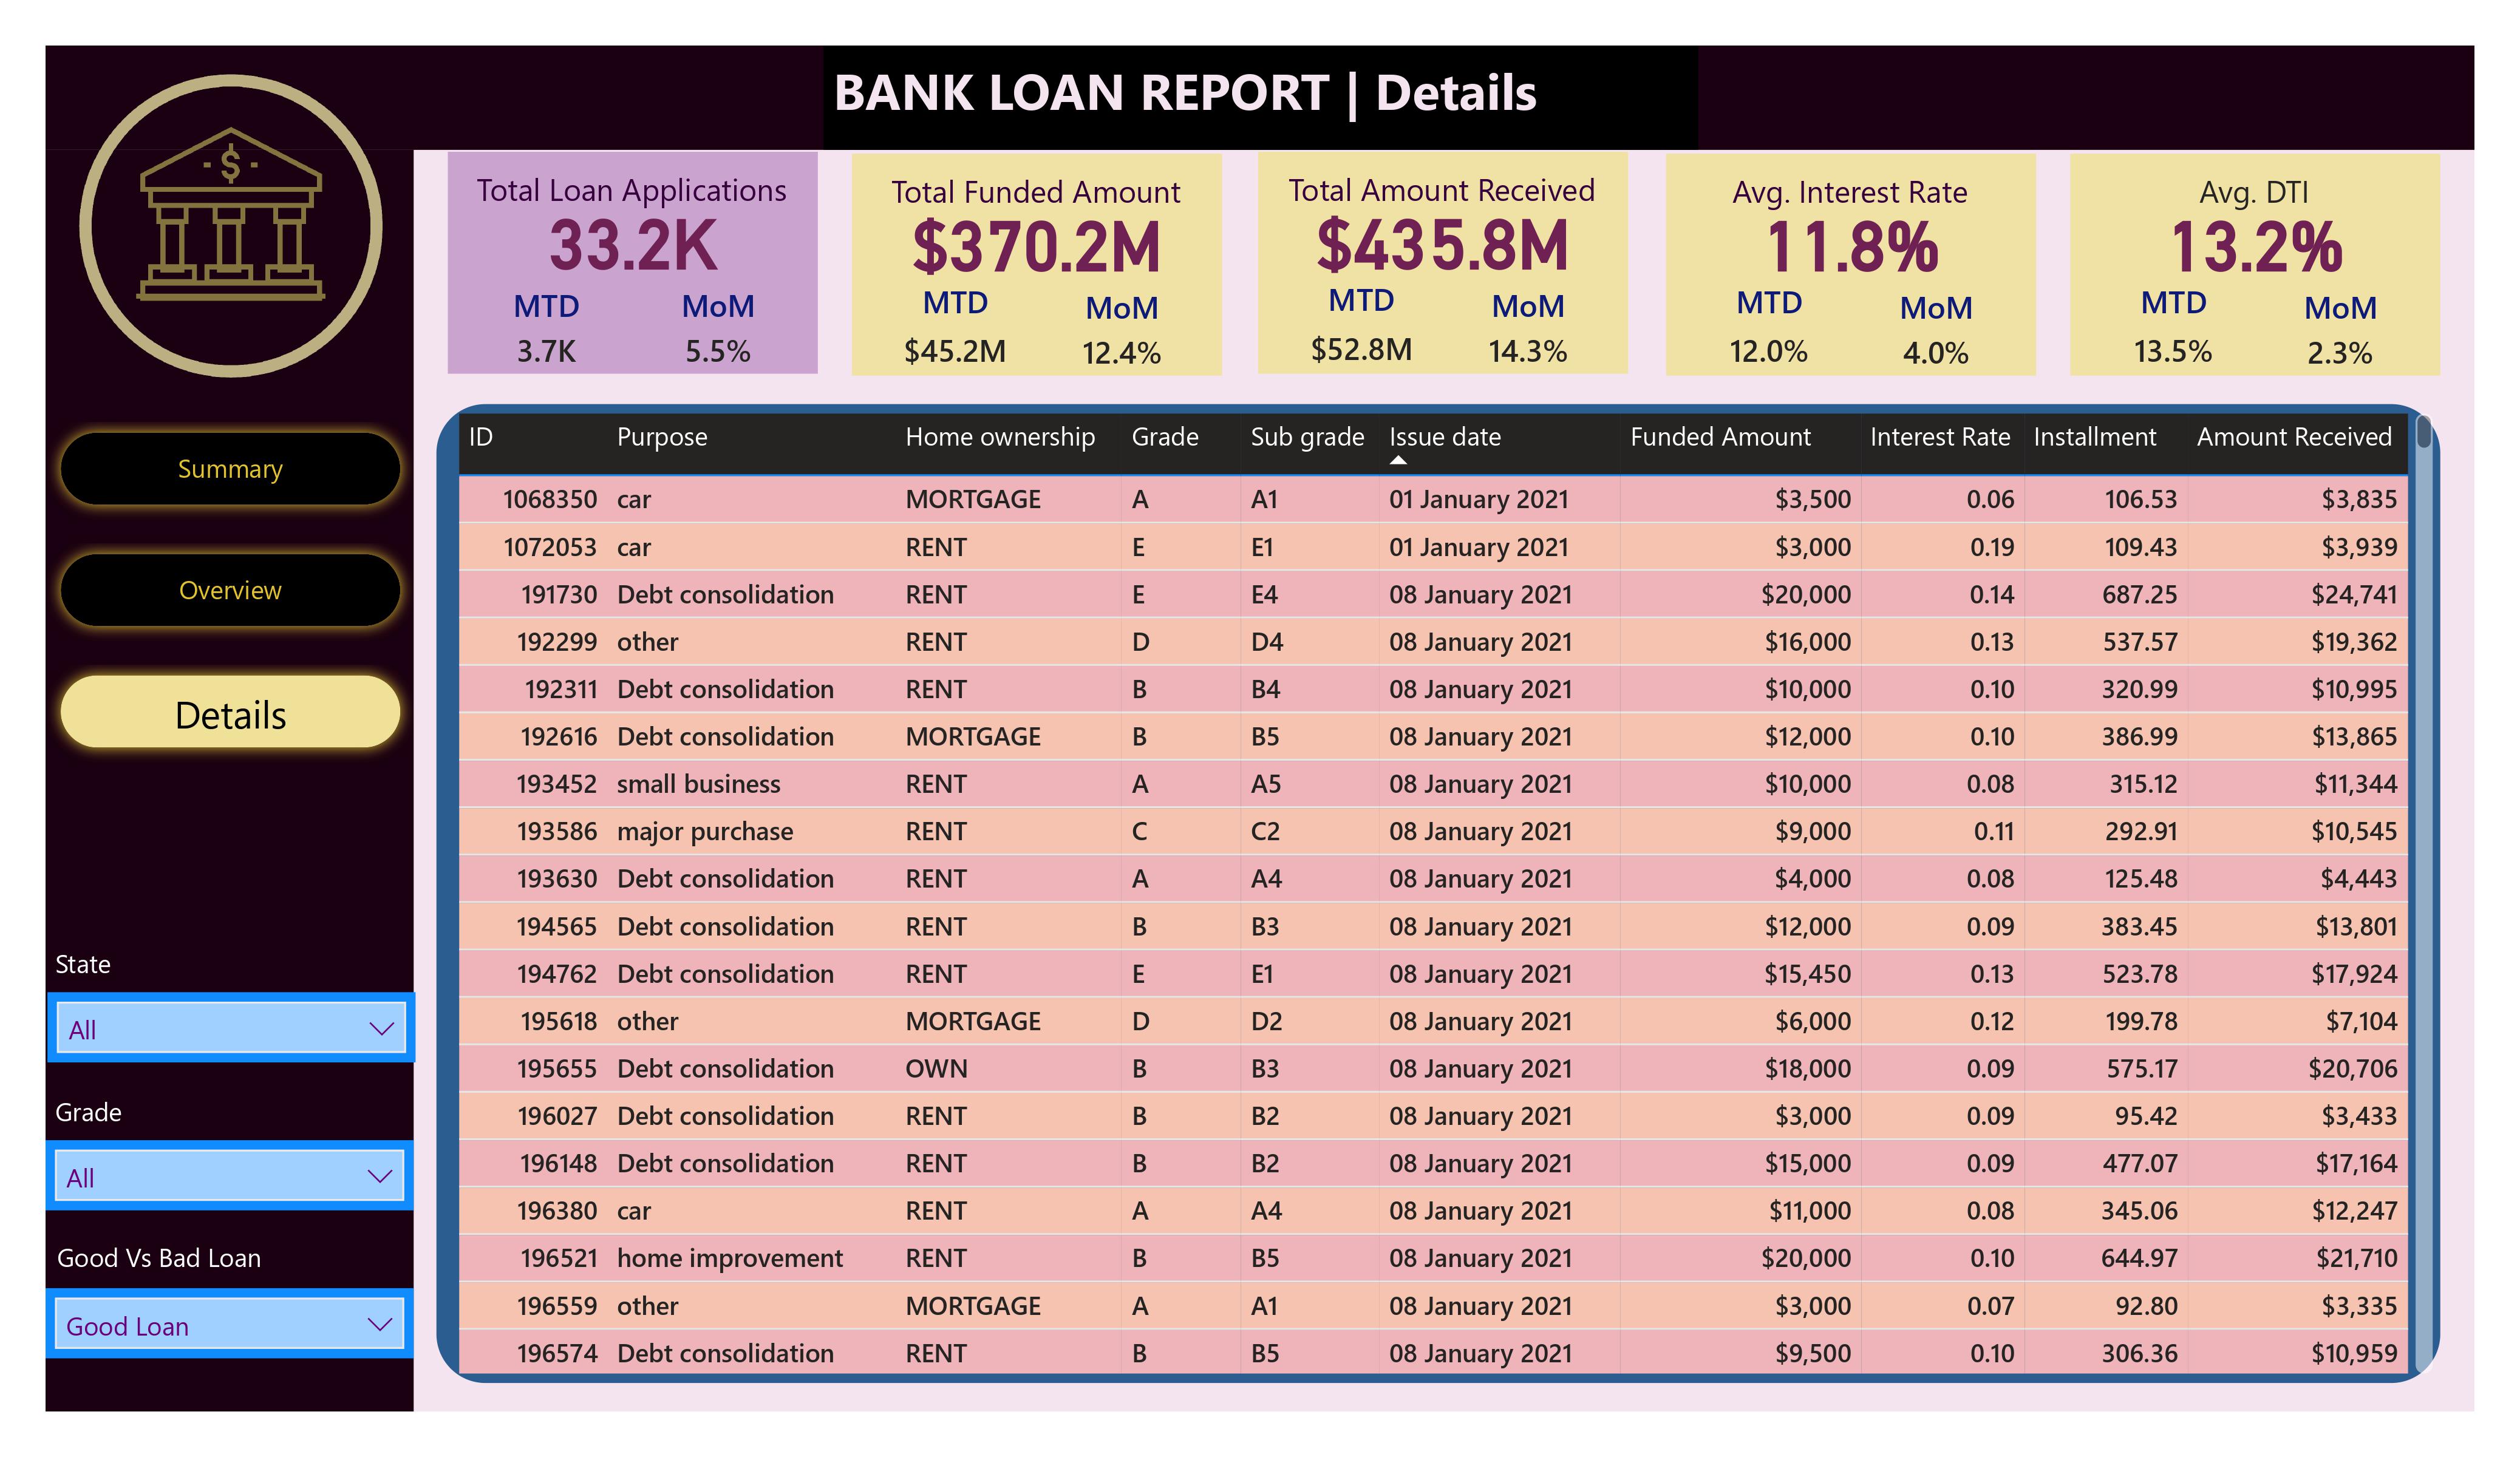 BANK LOAN REPORT | Details
$
Total Loan Applications
33.2K
MTD MoM
3.7K 5.5%
Total Funded Amount
$370.2M
MTD MoM
$45.2M 12.4%
Total Amount Received
$435.8M
MTD MoM
$52.8M 14.3%
Avg. Interest Rate
11.8%
MTD MoM
12.0% 4.0%
Avg. DTI
13.2%
MTD MoM
13.5% 2.3%
Summary
Overview
Details
State
All
Grade
All
Good Vs Bad Loan
Good Loan
ID Purpose Home ownership Grade Sub grade Issue date Funded Amount Interest Rate Installment Amount Received
1068350 car MORTGAGE A A1 01 January 2021 $3,500 0.06 106.53 $3,835
1072053 car RENT E E1 01 January 2021 $3,000 0.19 109.43 $3,939
191730 Debt consolidation RENT E E4 08 January 2021 $20,000 0.14 687.25 $24,741
192299 other RENT D D4 08 January 2021 $16,000 0.13 537.57 $19,362
192311 Debt consolidation RENT B B4 08 January 2021 $10,000 0.10 320.99 $10,995
192616 Debt consolidation MORTGAGE B B5 08 January 2021 $12,000 0.10 386.99 $13,865
193452 small business RENT A A5 08 January 2021 $10,000 0.08 315.12 $11,344
193586 major purchase RENT C C2 08 January 2021 $9,000 0.11 292.91 $10,545
193630 Debt consolidation RENT A A4 08 January 2021 $4,000 0.08 125.48 $4,443
194565 Debt consolidation RENT B B3 08 January 2021 $12,000 0.09 383.45 $13,801
194762 Debt consolidation RENT E E1 08 January 2021 $15,450 0.13 523.78 $17,924
195618 other MORTGAGE D D2 08 January 2021 $6,000 0.12 199.78 $7,104
195655 Debt consolidation OWN B B3 08 January 2021 $18,000 0.09 575.17 $20,706
196027 Debt consolidation RENT B B2 08 January 2021 $3,000 0.09 95.42 $3,433
196148 Debt consolidation RENT B B2 08 January 2021 $15,000 0.09 477.07 $17,164
196380 car RENT A A4 08 January 2021 $11,000 0.08 345.06 $12,247
196521 home improvement RENT B B5 08 January 2021 $20,000 0.10 644.97 $21,710
196559 other MORTGAGE A A1 08 January 2021 $3,000 0.07 92.80 $3,335
196574 Debt consolidation RENT B B5 08 January 2021 $9,500 0.10 306.36 $10,959